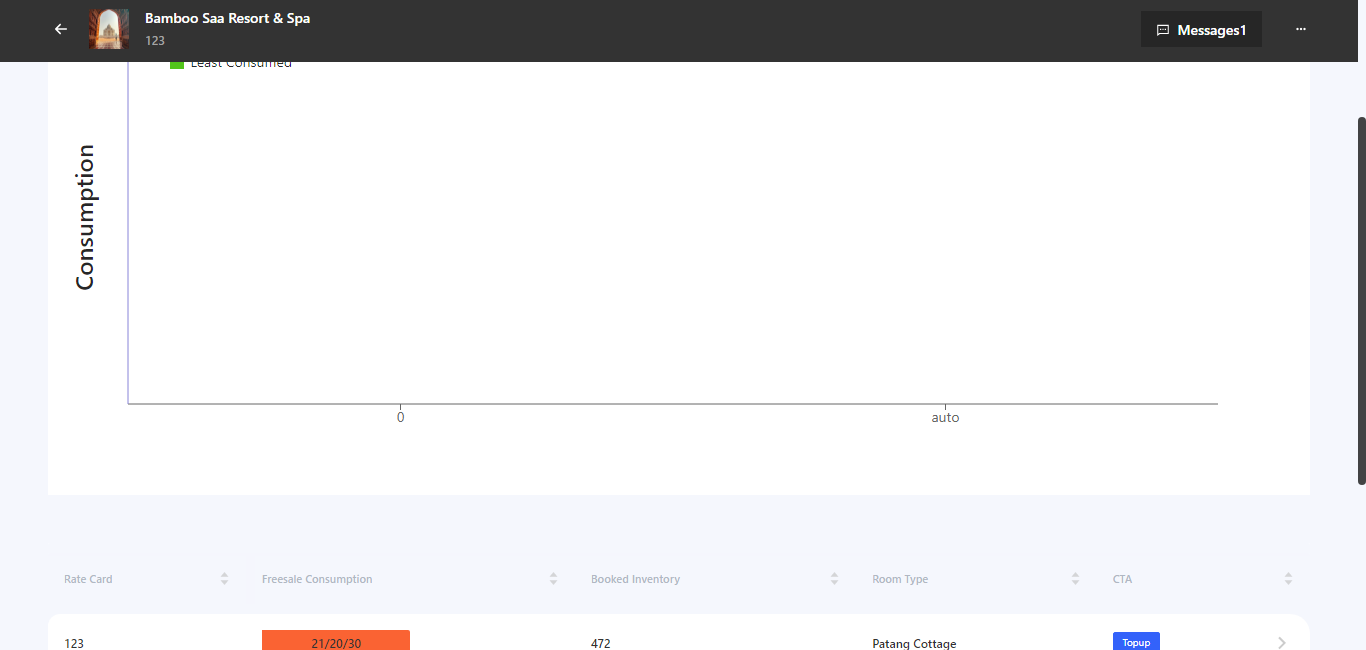 Bamboo Saa Resort & Spa
123
Messages1
Least Consumed
Consumption
0 auto
Rate Card Freesale Consumption Booked Inventory Room Type CTA
123 21/20/30 472 Patang Cottage Topup